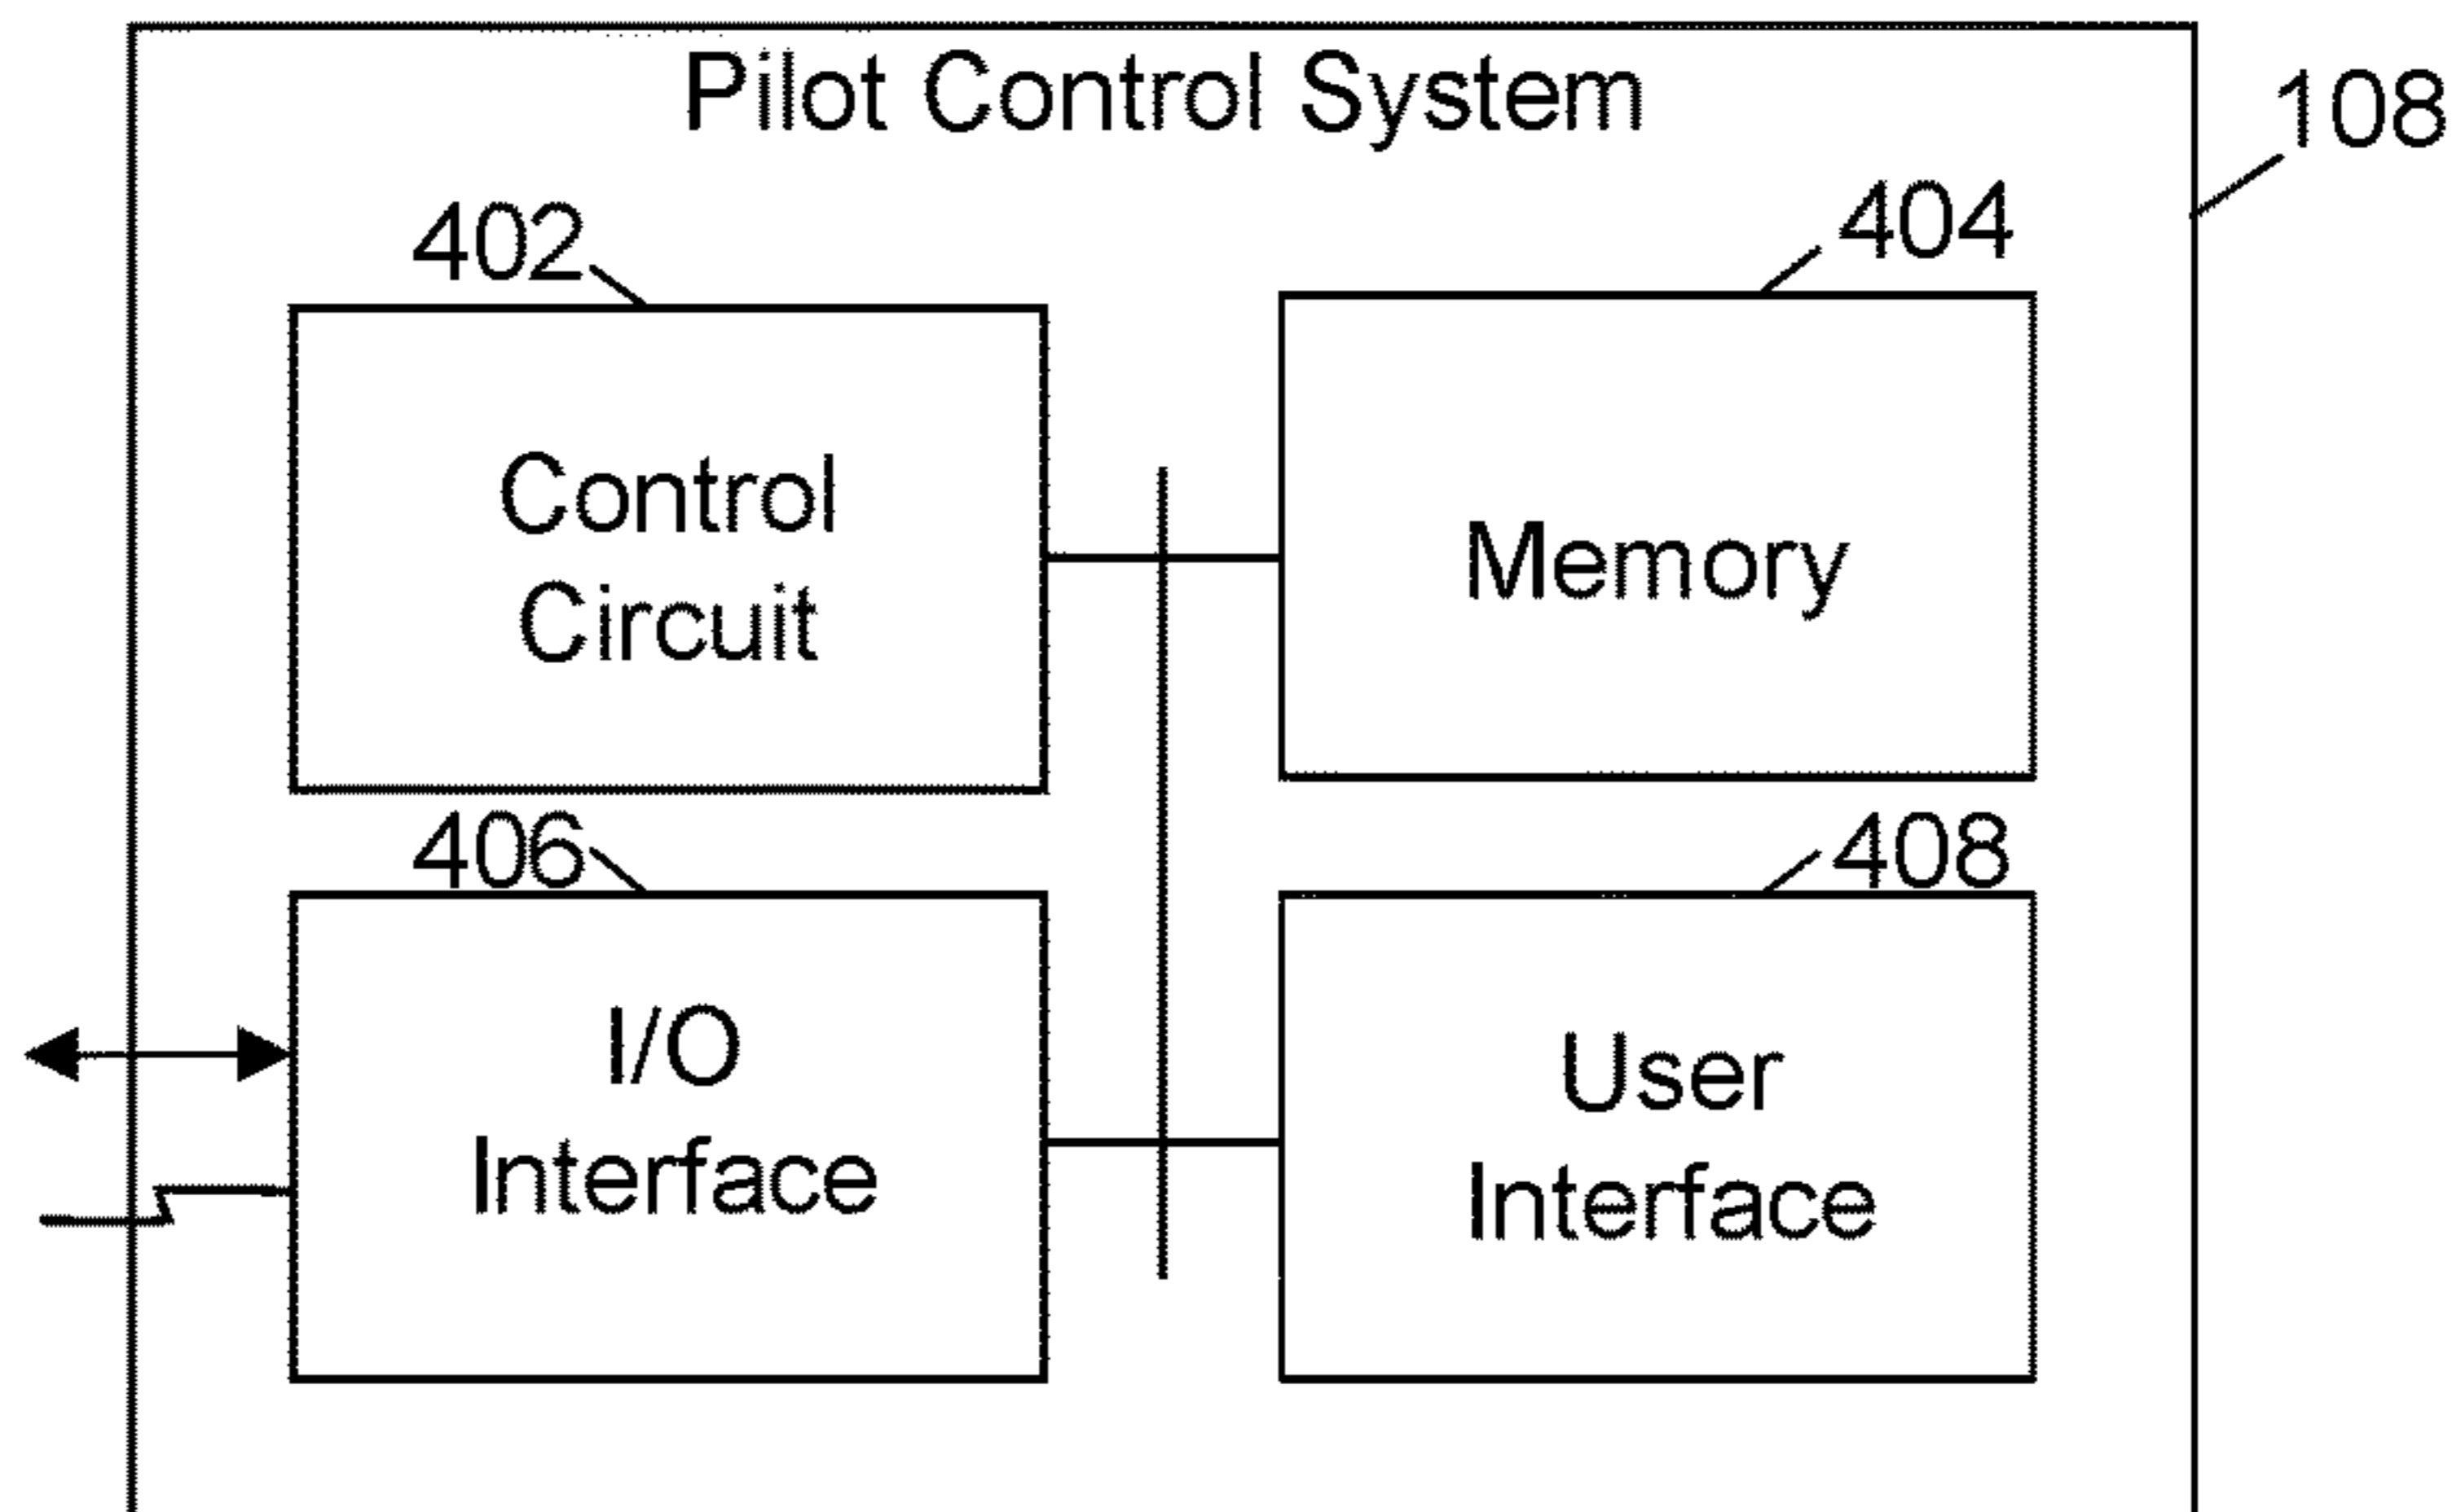 Pilot Control System
108
402
404
Control
Circuit
Memory
406
408
I/O
Interface
User
Interface